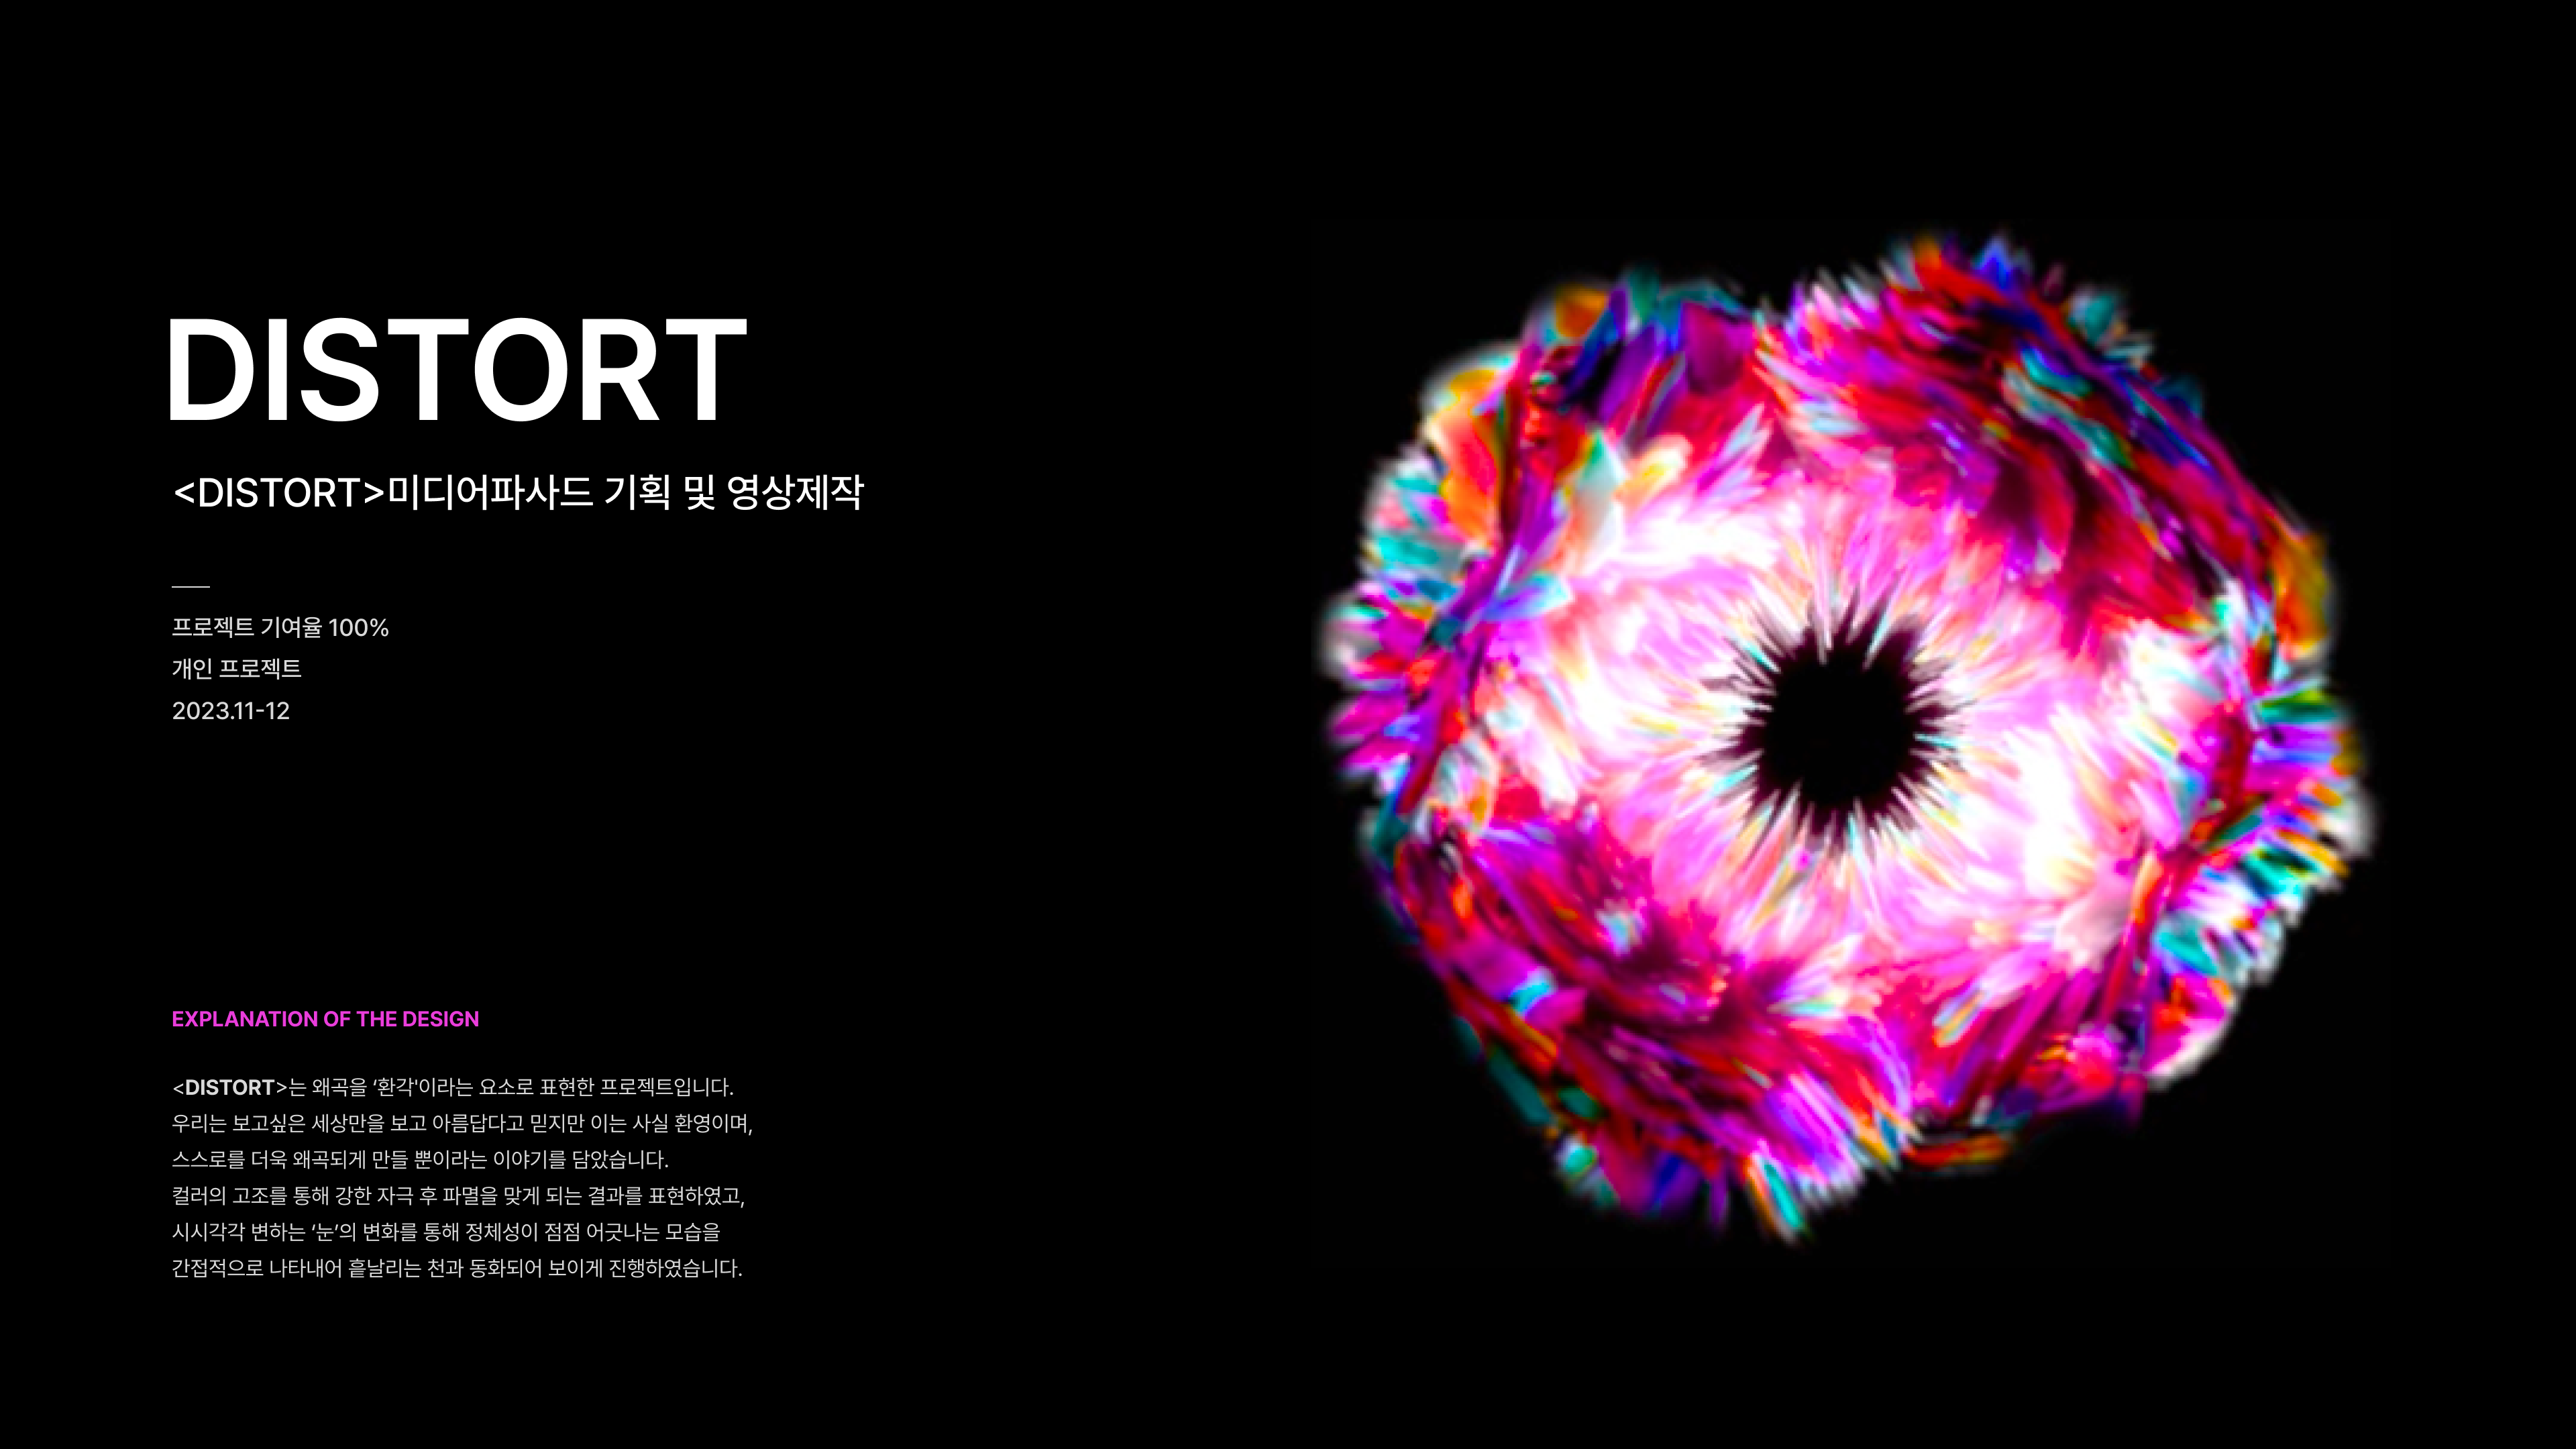 DISTORT
<DISTORT>미디어파사드 기획 및 영상제작
프로젝트 기여율 100%
개인 프로젝트
2023.11-12
EXPLANATION OF THE DESIGN
<DISTORT>는 왜곡을 ‘환각'이라는 요소로 표현한 프로젝트입니다.
우리는 보고싶은 세상만을 보고 아름답다고 믿지만 이는 사실 환영이며,
스스로를 더욱 왜곡되게 만들 뿐이라는 이야기를 담았습니다.
컬러의 고조를 통해 강한 자극 후 파멸을 맞게 되는 결과를 표현하였고,
시시각각 변하는 ‘눈’의 변화를 통해 정체성이 점점 어긋나는 모습을
간접적으로 나타내어 흩날리는 천과 동화되어 보이게 진행하였습니다.